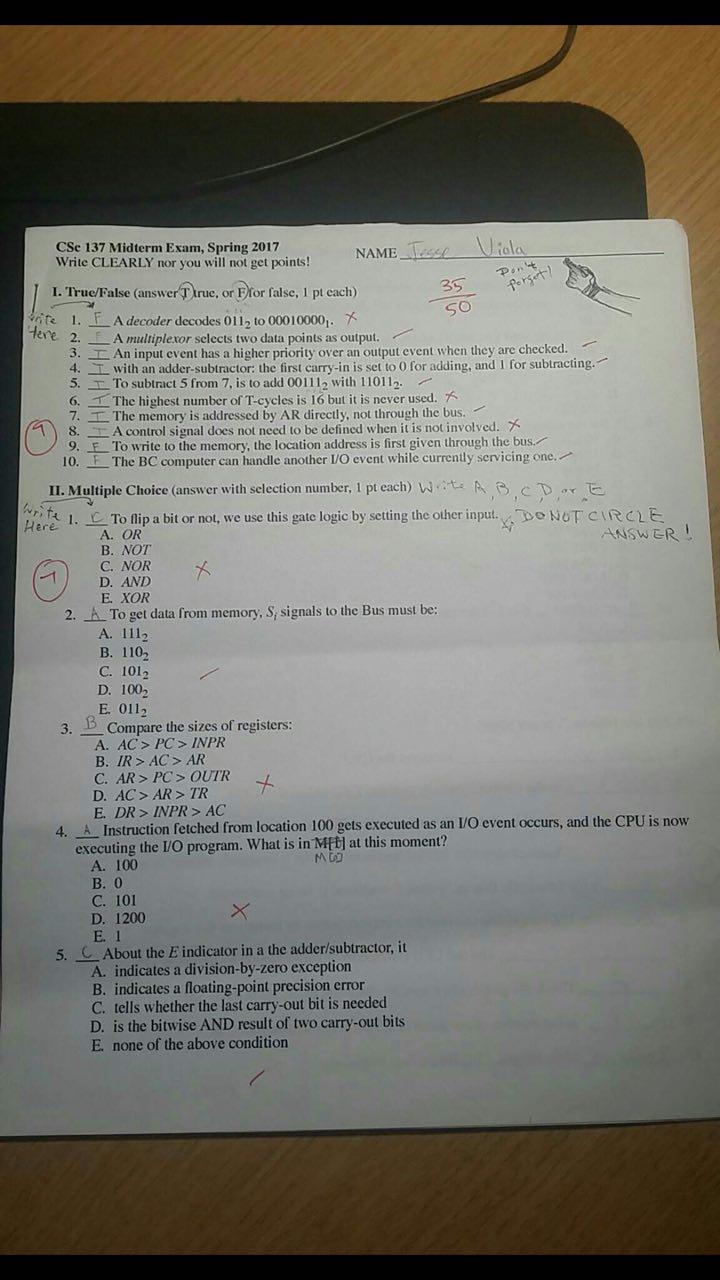 CSc 137 Midterm Exam, Spring 2017
NAME Jesse Viola
Write CLEARLY nor you will not get points!
Don't forget!
I. True/False (answer T true, or F for false, 1 pt each)
35
50
Write Here
1. F A decoder decodes 011₂ to 00010000₁.
2. F A multiplexor selects two data points as output.
3. T An input event has a higher priority over an output event when they are checked.
4. T with an adder-subtractor: the first carry-in is set to 0 for adding, and 1 for subtracting.
5. T To subtract 5 from 7, is to add 00111₂ with 11011₂.
6. T The highest number of T-cycles is 16 but it is never used.
7. T The memory is addressed by AR directly, not through the bus.
8. T A control signal does not need to be defined when it is not involved.
9. F To write to the memory, the location address is first given through the bus.
10. F The BC computer can handle another I/O event while currently servicing one.
II. Multiple Choice (answer with selection number, 1 pt each) Write A, B, C, D, or E
Write Here
1. C To flip a bit or not, we use this gate logic by setting the other input. DO NOT CIRCLE
ANSWER!
A. OR
B. NOT
C. NOR
D. AND
E. XOR
2. A To get data from memory, Sᵢ signals to the Bus must be:
A. 111₂
B. 110₂
C. 101₂
D. 100₂
E. 011₂
3. B Compare the sizes of registers:
A. AC > PC > INPR
B. IR > AC > AR
C. AR > PC > OUTR
D. AC > AR > TR
E. DR > INPR > AC
4. A Instruction fetched from location 100 gets executed as an I/O event occurs, and the CPU is now
executing the I/O program. What is in M[1] at this moment?
M[0]
A. 100
B. 0
C. 101
D. 1200
E. 1
5. C About the E indicator in a the adder/subtractor, it
A. indicates a division-by-zero exception
B. indicates a floating-point precision error
C. tells whether the last carry-out bit is needed
D. is the bitwise AND result of two carry-out bits
E. none of the above condition